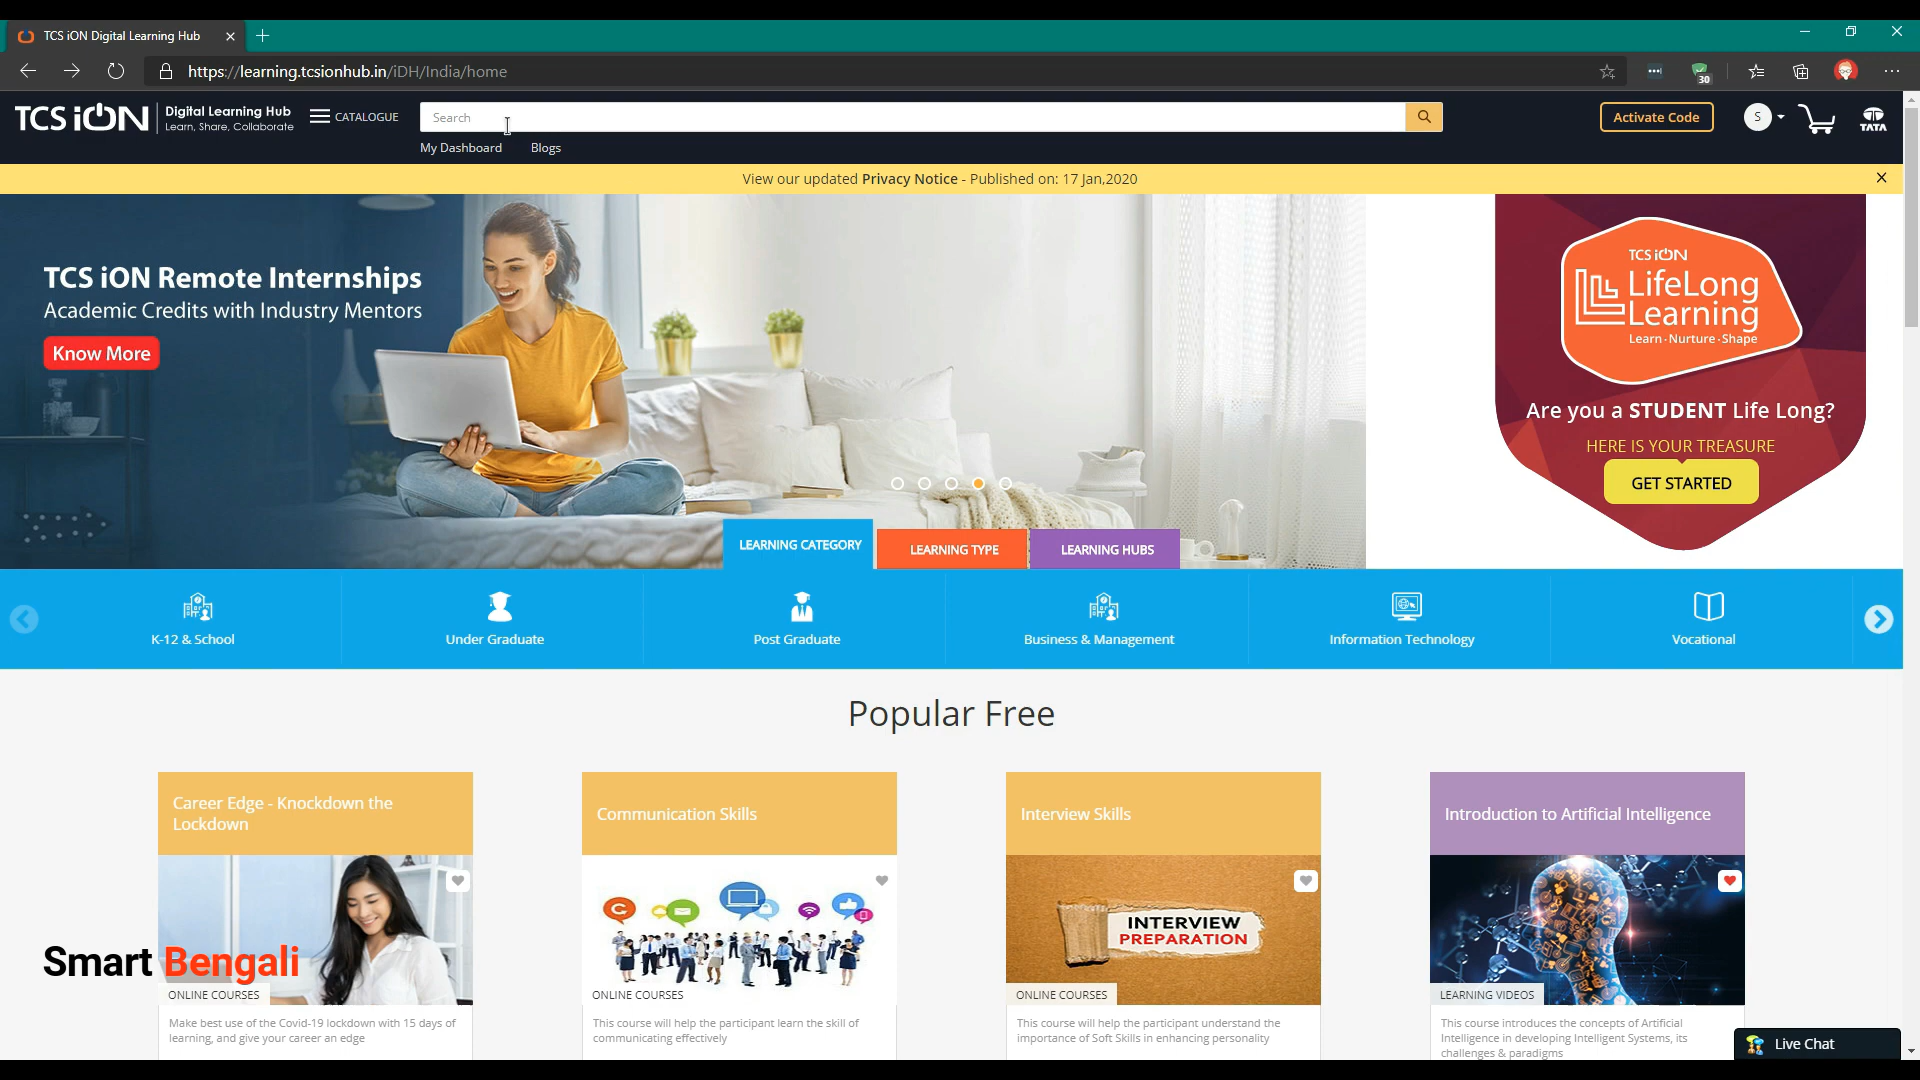 TCS iON Digital Learning Hub
https://learning.tcsionhub.in/iDH/India/home
30
TCS iON
Digital Learning Hub
Learn, Share, Collaborate
CATALOGUE
Search
Activate Code
S
TATA
My Dashboard
Blogs
View our updated Privacy Notice - Published on: 17 Jan,2020
TCS iON Remote Internships
Academic Credits with Industry Mentors
Know More
TCS iON
LifeLong
Learning
Learn·Nurture·Shape
Are you a STUDENT Life Long?
HERE IS YOUR TREASURE
GET STARTED
LEARNING CATEGORY
LEARNING TYPE
LEARNING HUBS
K-12 & School
Under Graduate
Post Graduate
Business & Management
Information Technology
Vocational
Popular Free
Career Edge - Knockdown the
Lockdown
Communication Skills
Interview Skills
Introduction to Artificial Intelligence
INTERVIEW
PREPARATION
Smart Bengali
ONLINE COURSES
ONLINE COURSES
ONLINE COURSES
LEARNING VIDEOS
Make best use of the Covid-19 lockdown with 15 days of
learning, and give your career an edge
This course will help the participant learn the skill of
communicating effectively
This course will help the participant understand the
importance of Soft Skills in enhancing personality
This course introduces the concepts of Artificial
Intelligence in developing Intelligent Systems, its
challenges & paradigms
Live Chat